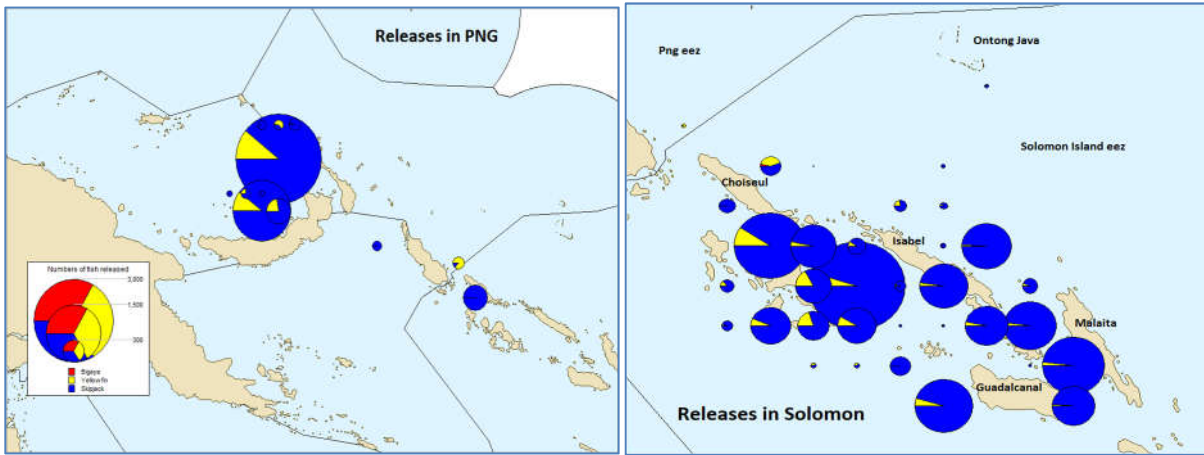 Releases in PNG
Numbers of fish released
3,000
1,500
300
Bigeye
Yellowfin
Skipjack
Ontong Java
Png eez
Solomon Island eez
Choiseul
Isabel
Malaita
Guadalcanal
Releases in Solomon